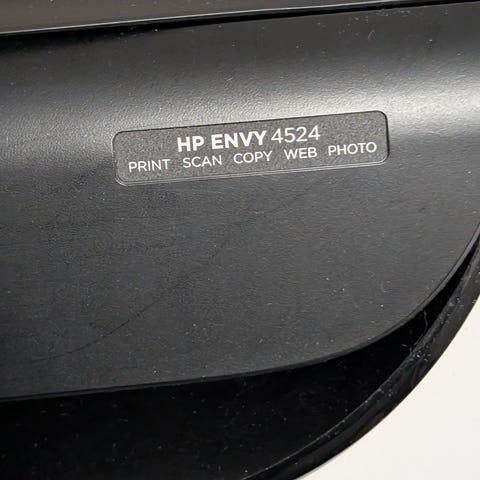 HP ENVY 4524
PRINT SCAN COPY WEB PHOTO